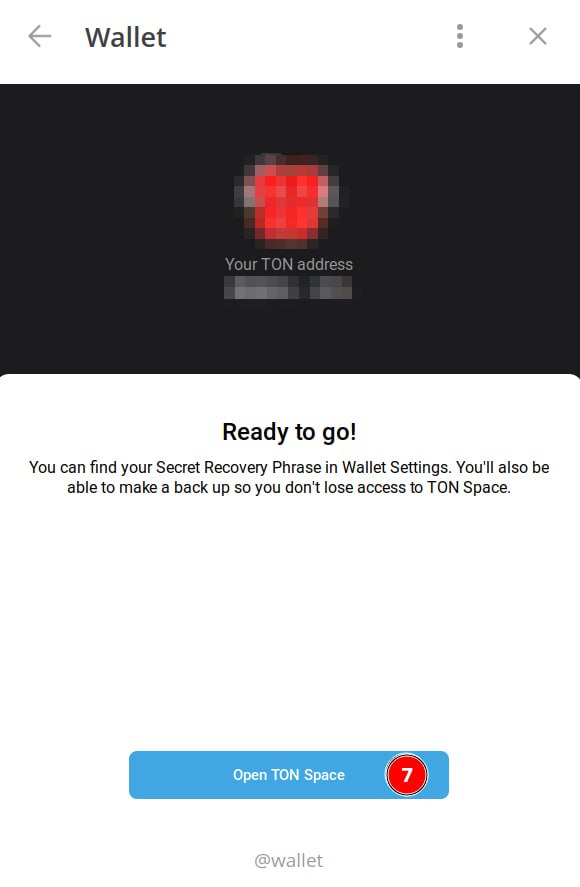 Wallet
Your TON address
Ready to go!
You can find your Secret Recovery Phrase in Wallet Settings. You'll also be
able to make a back up so you don't lose access to TON Space.
Open TON Space
7
@wallet